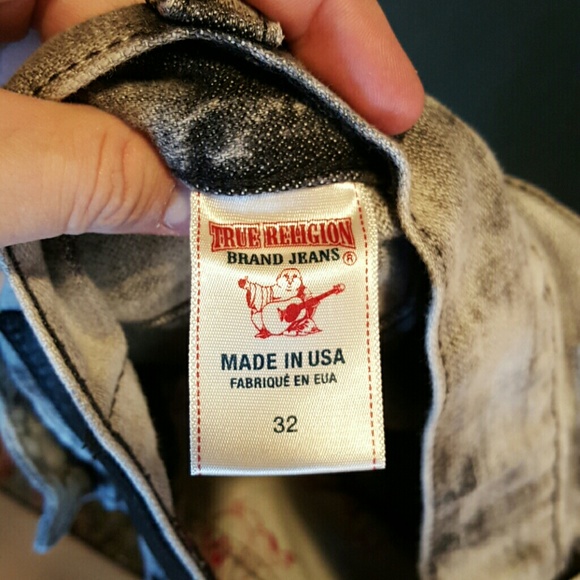 TRUE RELIGION
BRAND JEANS ®
MADE IN USA
FABRIQUÉ EN EUA
32